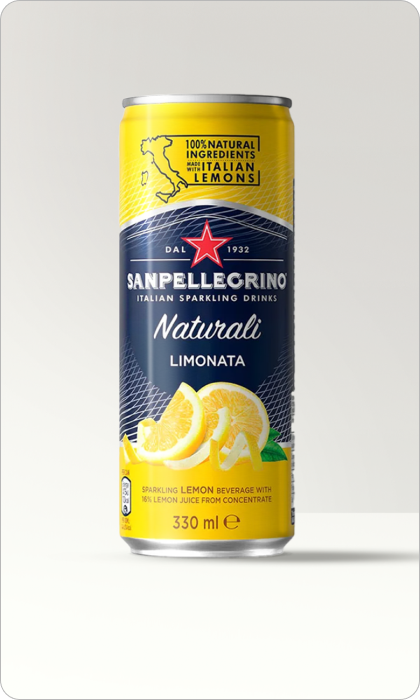 100% NATURAL
INGREDIENTS
MADE WITH ITALIAN
LEMONS
DAL 1932
SANPELLEGRINO
ITALIAN SPARKLING DRINKS
Naturali
LIMONATA
SPARKLING LEMON BEVERAGE WITH
16% LEMON JUICE FROM CONCENTRATE
330 ml ℮